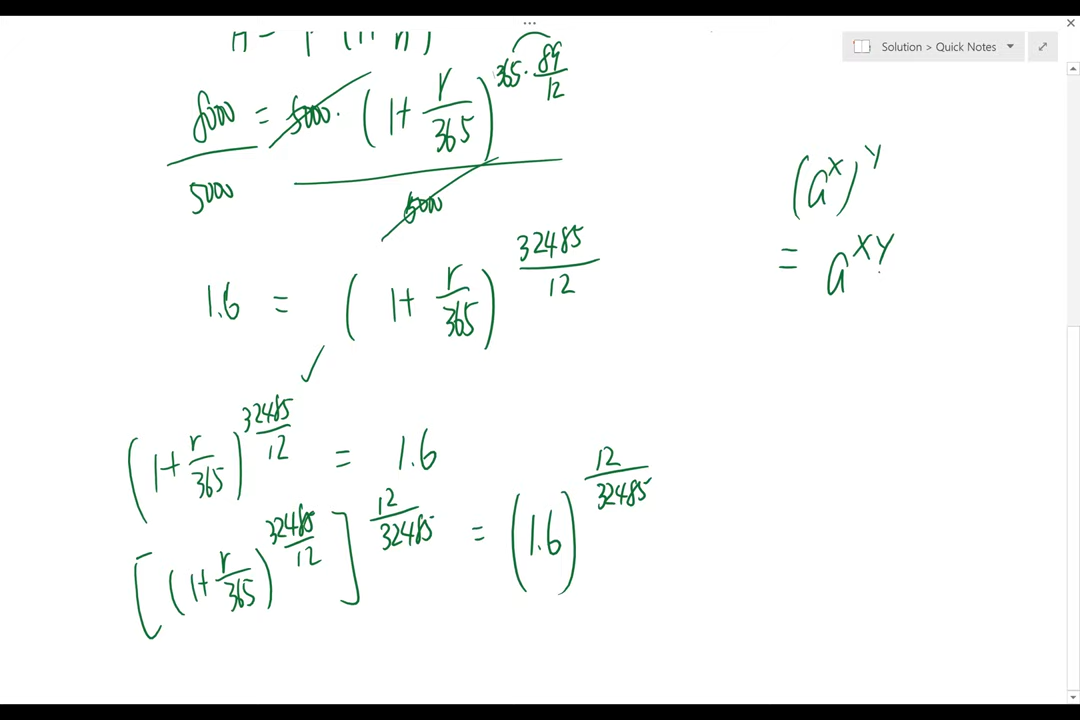 Solution > Quick Notes
8000 = 5000 · (1 + r/365)^(365 · 89/12)
5000 5000
(a^x)^y
= a^xy
1.6 = (1 + r/365)^(32485/12)
(1 + r/365)^(32485/12) = 1.6
[(1 + r/365)^(32485/12)]^(12/32485) = (1.6)^(12/32485)